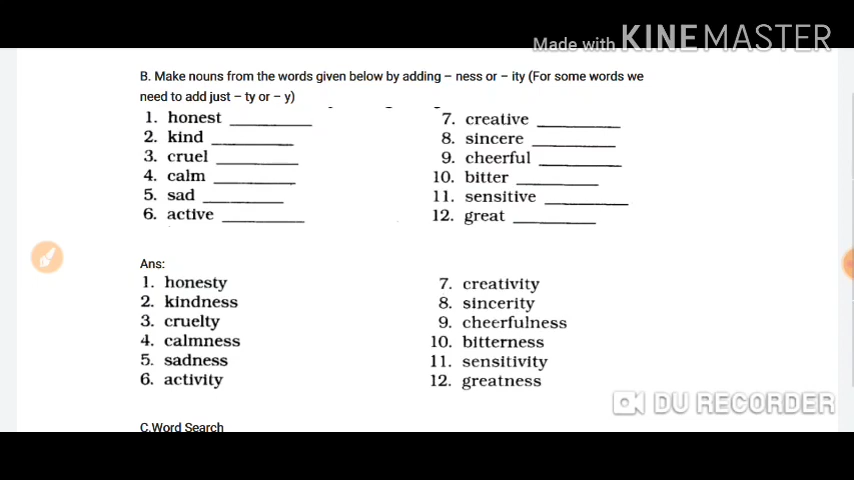 Made with KINEMASTER
B. Make nouns from the words given below by adding – ness or – ity (For some words we
need to add just – ty or – y)
1. honest __________
2. kind __________
3. cruel __________
4. calm __________
5. sad __________
6. active __________
7. creative __________
8. sincere __________
9. cheerful __________
10. bitter __________
11. sensitive __________
12. great __________
Ans:
1. honesty
2. kindness
3. cruelty
4. calmness
5. sadness
6. activity
7. creativity
8. sincerity
9. cheerfulness
10. bitterness
11. sensitivity
12. greatness
DU RECORDER
C.Word Search